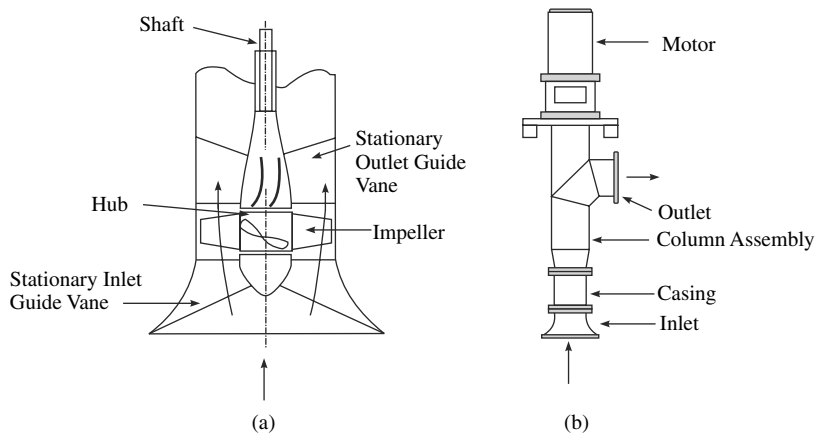 Shaft
Stationary
Outlet Guide
Vane
Hub
Impeller
Stationary Inlet
Guide Vane
(a)
Motor
Outlet
Column Assembly
Casing
Inlet
(b)